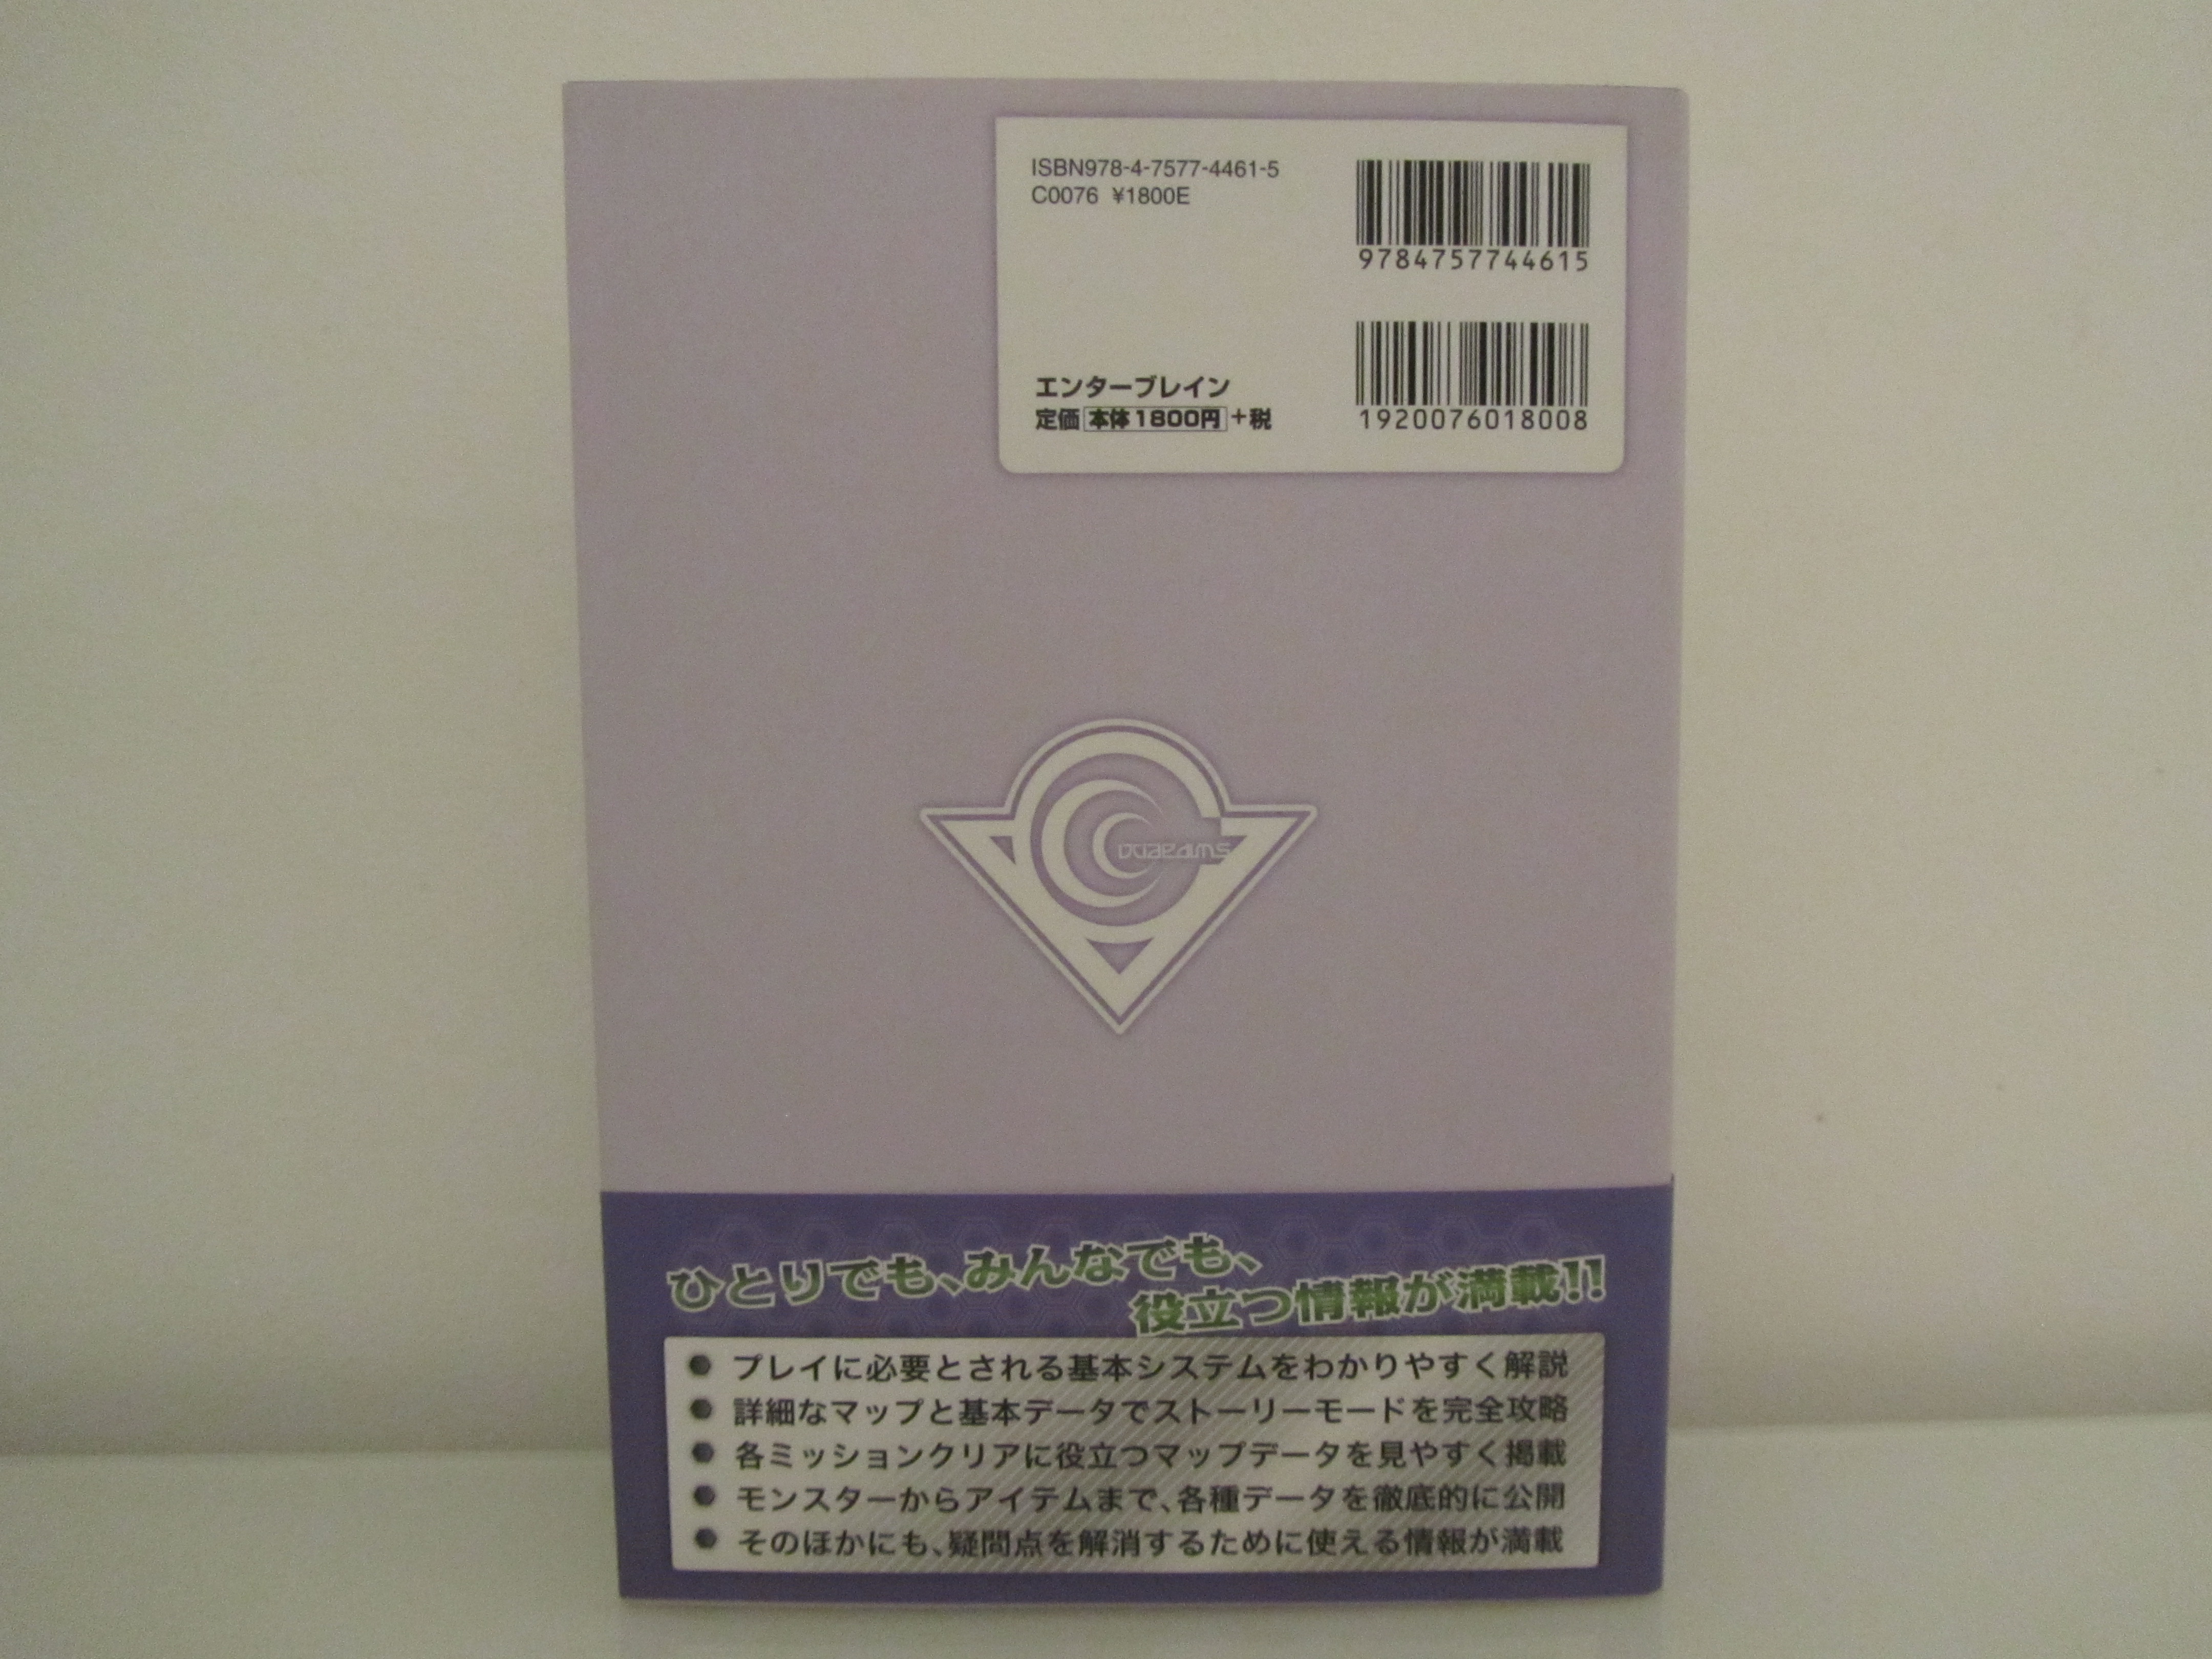 ISBN978-4-7577-4461-5
C0076 ¥1800E
9784757744615
エンターブレイン
定価 本体1800円 +税
1920076018008
ひとりでも、みんなでも、
役立つ情報が満載!!
● プレイに必要とされる基本システムをわかりやすく解説
● 詳細なマップと基本データでストーリーモードを完全攻略
● 各ミッションクリアに役立つマップデータを見やすく掲載
● モンスターからアイテムまで、各種データを徹底的に公開
● そのほかにも、疑問点を解消するために使える情報が満載